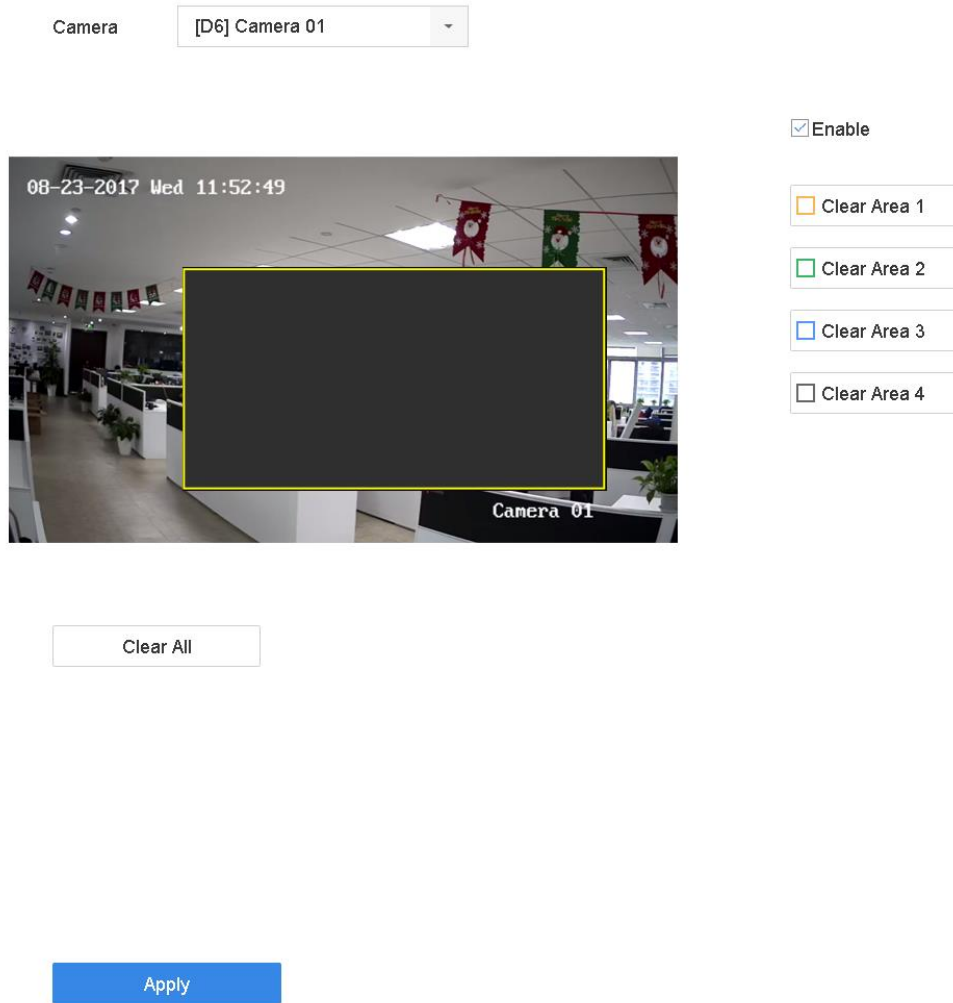 Camera
[D6] Camera 01
Enable
08-23-2017 Wed 11:52:49
Clear Area 1
Clear Area 2
Clear Area 3
Clear Area 4
Camera 01
Clear All
Apply